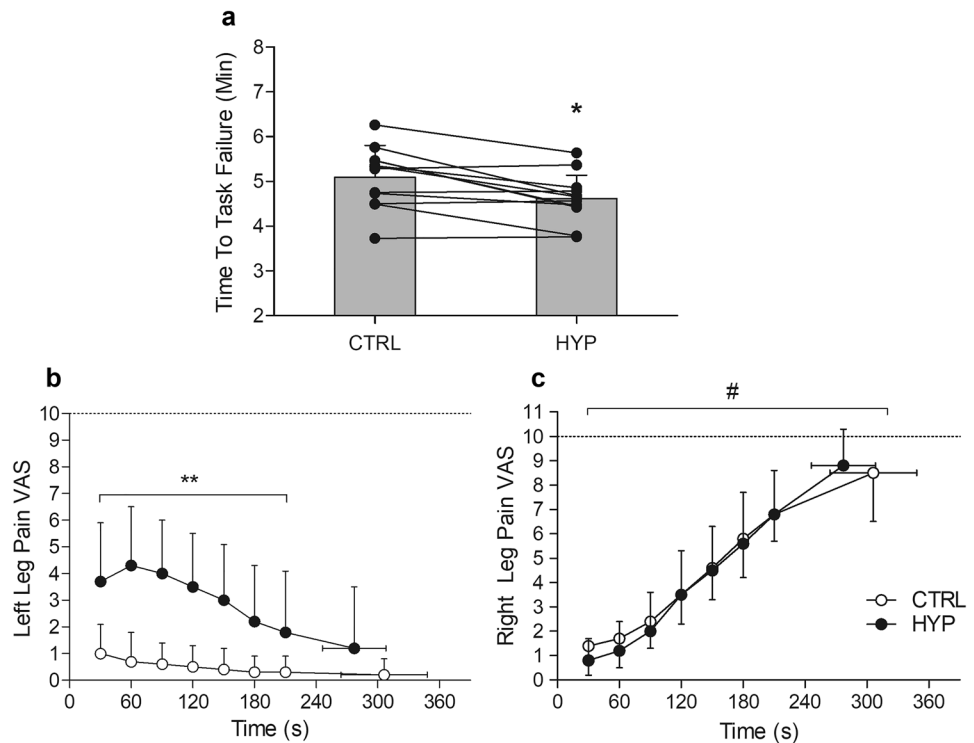 a
Time To Task Failure (Min)
8
7
6
5
4
3
2
*
CTRL
HYP
b
Left Leg Pain VAS
10
9
8
7
6
5
4
3
2
1
0
**
0 60 120 180 240 300 360
Time (s)
c
Right Leg Pain VAS
11
10
9
8
7
6
5
4
3
2
1
0
#
CTRL
HYP
0 60 120 180 240 300 360
Time (s)